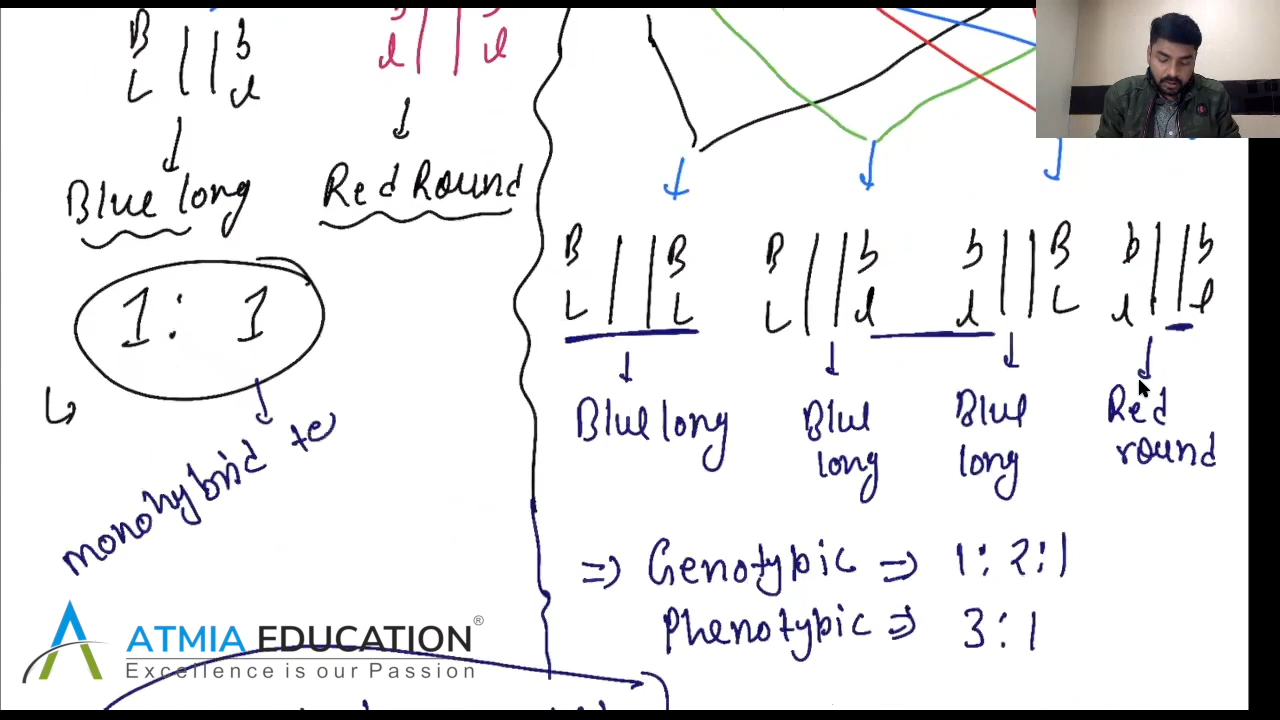 B b
L l
l l
Blue long
Red Round
1 : 1
monohybrid te
B B B b b B b b
L L L l l L l l
Blue long Blue long Blue long Red round
=> Genotypic => 1:2:1
Phenotypic => 3:1
ATMIA EDUCATION®
Excellence is our Passion